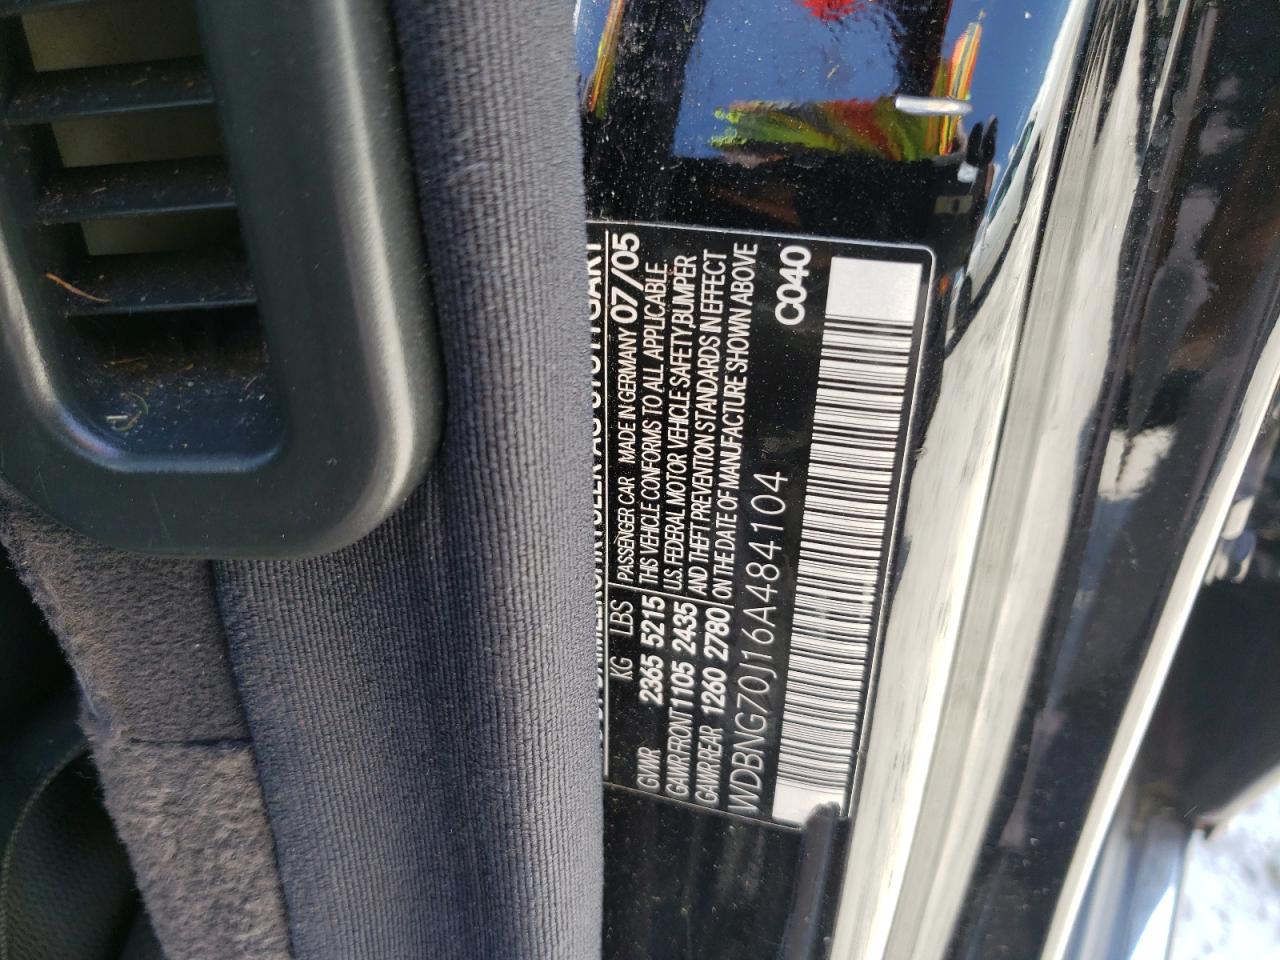 STUTTGART
PASSENGER CAR MADE IN GERMANY 07/05
KG LBS
GVWR 2365 5215
GAWR FRONT 1105 2435
GAWR REAR 1260 2780
THIS VEHICLE CONFORMS TO ALL APPLICABLE
U.S. FEDERAL MOTOR VEHICLE SAFETY,BUMPER
AND THEFT PREVENTION STANDARDS IN EFFECT
ON THE DATE OF MANUFACTURE SHOWN ABOVE
WDBNG70J16A484104
C040